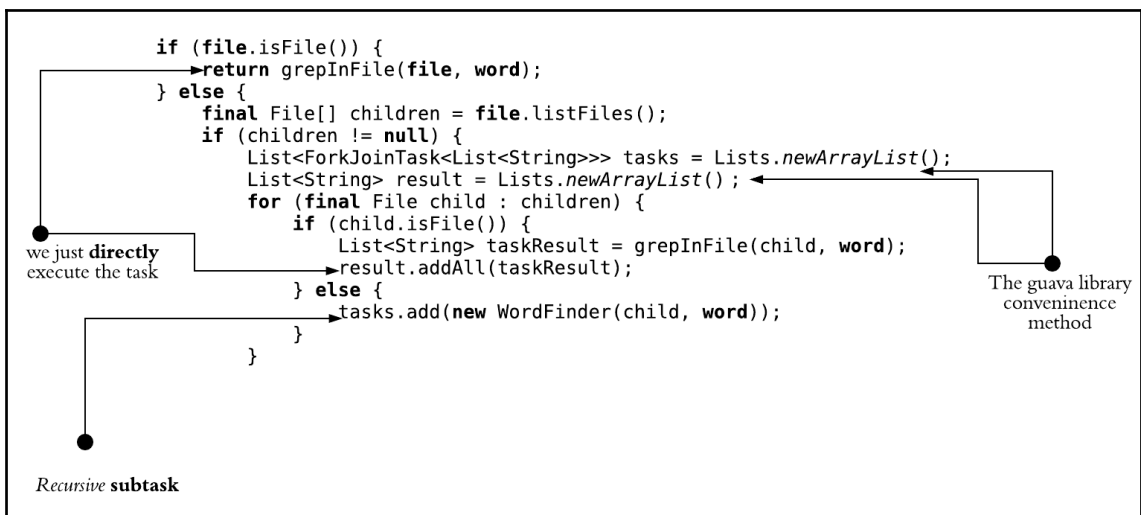 if (file.isFile()) {
return grepInFile(file, word);
} else {
final File[] children = file.listFiles();
if (children != null) {
List<ForkJoinTask<List<String>>> tasks = Lists.newArrayList();
List<String> result = Lists.newArrayList() ;
for (final File child : children) {
if (child.isFile()) {
List<String> taskResult = grepInFile(child, word);
result.addAll(taskResult);
} else {
tasks.add(new WordFinder(child, word));
}
}
we just directly
execute the task
The guava library
conveninence
method
Recursive subtask